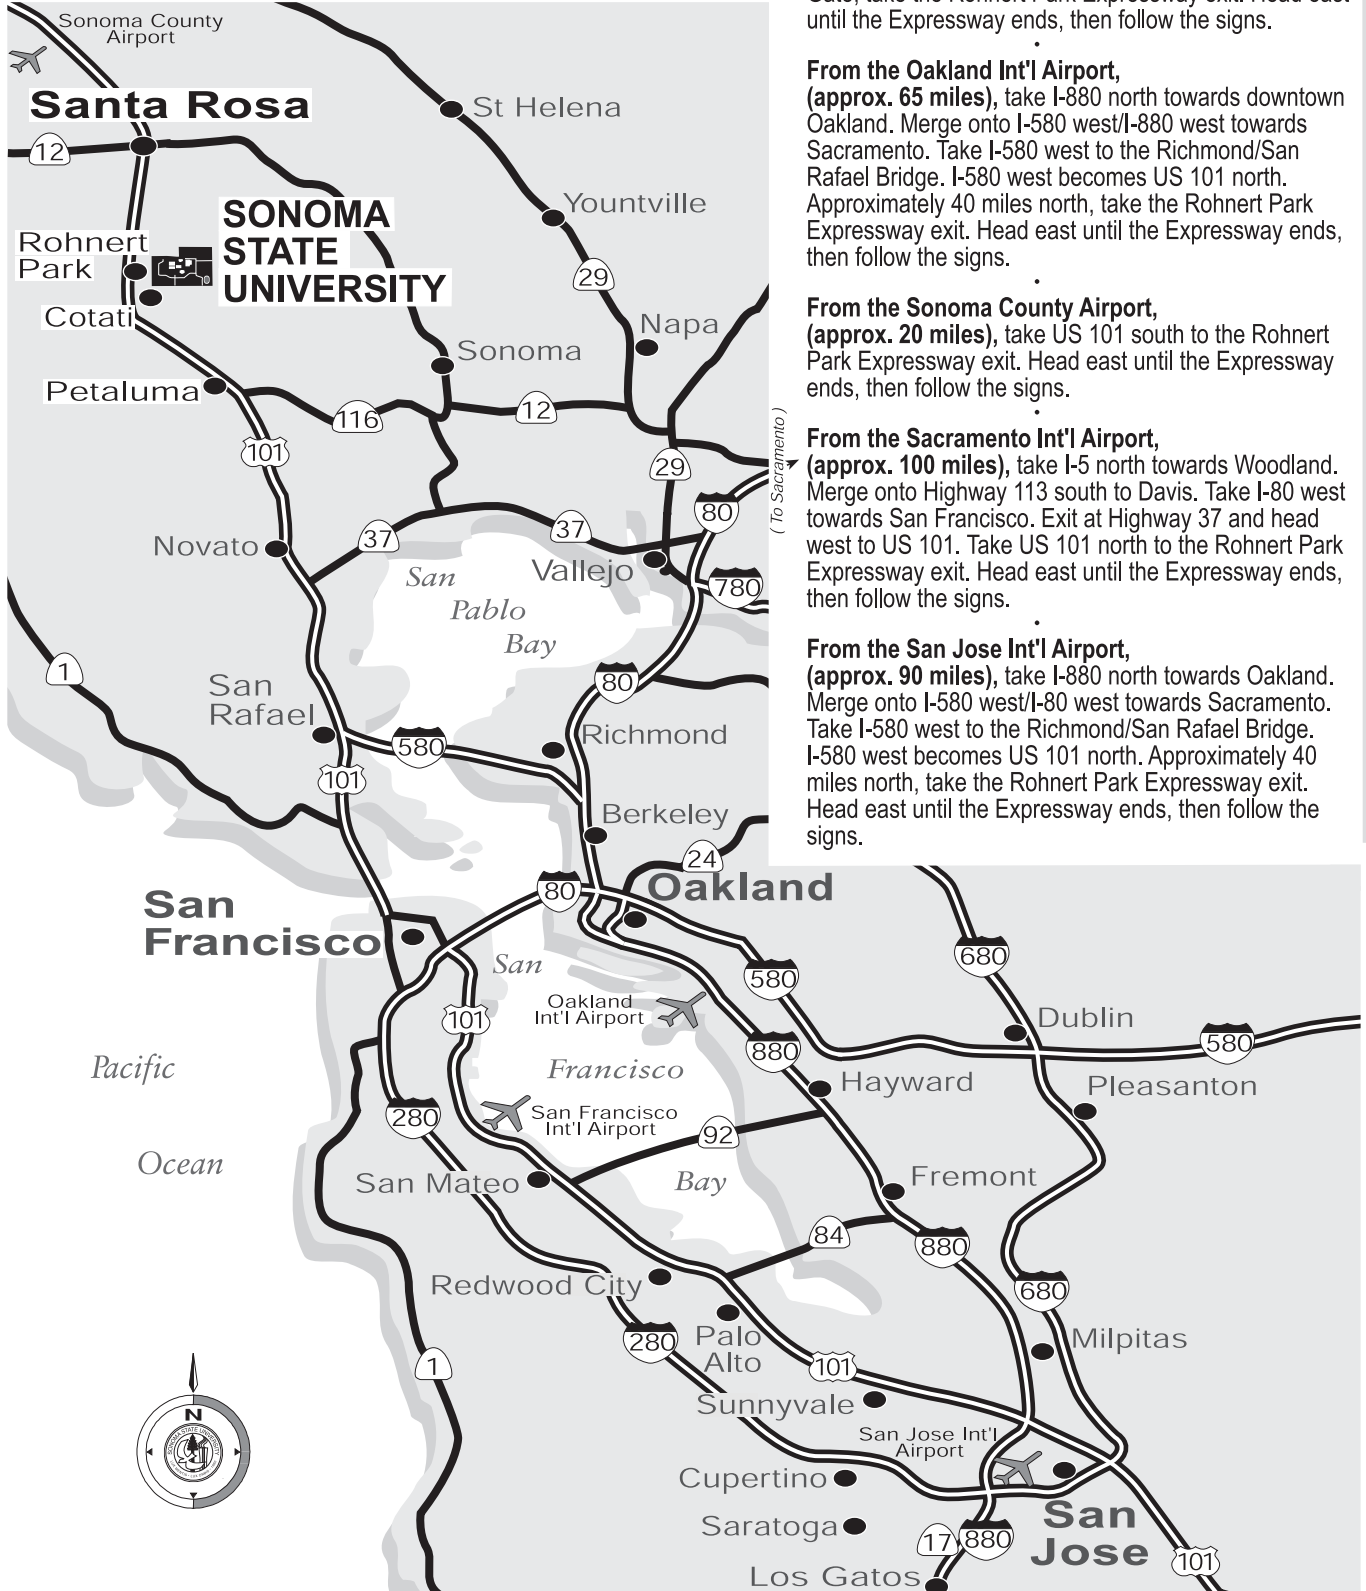 Sonoma County
Airport
Santa Rosa
12
St Helena
Yountville
SONOMA
STATE
UNIVERSITY
Rohnert
Park
Cotati
29
Napa
Sonoma
Petaluma
116
12
101
29
80
37
37
Novato
Vallejo
780
San
Pablo
Bay
1
80
San
Rafael
Richmond
580
101
Berkeley
24
80
Oakland
San
Francisco
680
San
580
Oakland
Int'l Airport
101
Dublin
580
880
Pacific
Francisco
Hayward
Pleasanton
280
San Francisco
Int'l Airport
92
Ocean
San Mateo
Bay
Fremont
84
880
Redwood City
680
280
Palo
Alto
Milpitas
101
1
Sunnyvale
N
SONOMA STATE UNIVERSITY
San Jose Int'l
Airport
Cupertino
San
Jose
Saratoga
17
880
101
Los Gatos
( To Sacramento )
until the Expressway ends, then follow the signs.
•
From the Oakland Int'l Airport,
(approx. 65 miles), take I-880 north towards downtown
Oakland. Merge onto I-580 west/I-880 west towards
Sacramento. Take I-580 west to the Richmond/San
Rafael Bridge. I-580 west becomes US 101 north.
Approximately 40 miles north, take the Rohnert Park
Expressway exit. Head east until the Expressway ends,
then follow the signs.
•
From the Sonoma County Airport,
(approx. 20 miles), take US 101 south to the Rohnert
Park Expressway exit. Head east until the Expressway
ends, then follow the signs.
•
From the Sacramento Int'l Airport,
(approx. 100 miles), take I-5 north towards Woodland.
Merge onto Highway 113 south to Davis. Take I-80 west
towards San Francisco. Exit at Highway 37 and head
west to US 101. Take US 101 north to the Rohnert Park
Expressway exit. Head east until the Expressway ends,
then follow the signs.
•
From the San Jose Int'l Airport,
(approx. 90 miles), take I-880 north towards Oakland.
Merge onto I-580 west/I-80 west towards Sacramento.
Take I-580 west to the Richmond/San Rafael Bridge.
I-580 west becomes US 101 north. Approximately 40
miles north, take the Rohnert Park Expressway exit.
Head east until the Expressway ends, then follow the
signs.